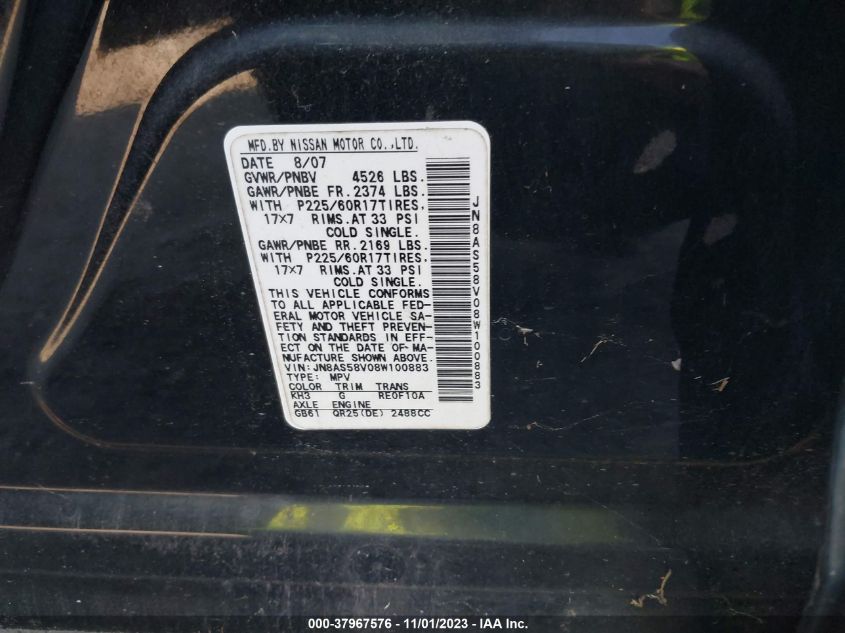 MFD.BY NISSAN MOTOR CO.,LTD.
DATE 8/07
GVWR/PNBV 4526 LBS.
GAWR/PNBE FR.2374 LBS.
WITH P225/60R17TIRES,
17×7 RIMS.AT 33 PSI
COLD SINGLE.
GAWR/PNBE RR.2169 LBS.
WITH P225/60R17TIRES,
17×7 RIMS.AT 33 PSI
COLD SINGLE.
THIS VEHICLE CONFORMS
TO ALL APPLICABLE FED-
ERAL MOTOR VEHICLE SA-
FETY AND THEFT PREVEN-
TION STANDARDS IN EFF-
ECT ON THE DATE OF MA-
NUFACTURE SHOWN ABOVE.
VIN:JN8AS58V08W100883
TYPE: MPV
COLOR TRIM TRANS
KH3 G RE0F10A
AXLE ENGINE
GB61 QR25(DE) 2488CC
JN8AS58V08W100883
000-37967576 - 11/01/2023 - IAA Inc.